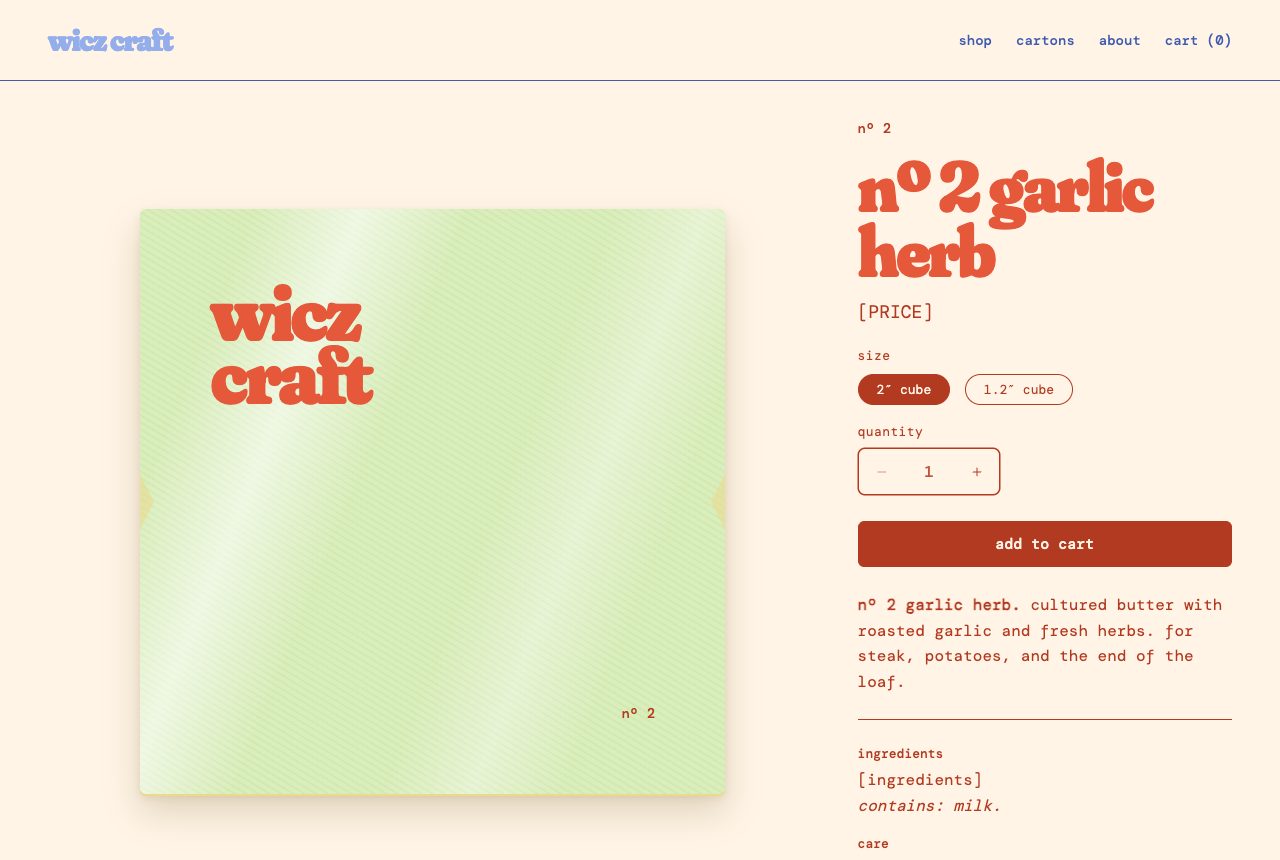 wicz craft
shop cartons about cart (0)
nº 2
nº 2 garlic
herb
[PRICE]
size
2″ cube 1.2″ cube
quantity
− 1 +
add to cart
nº 2 garlic herb. cultured butter with
roasted garlic and fresh herbs. for
steak, potatoes, and the end of the
loaf.
ingredients
[ingredients]
contains: milk.
care
wicz
craft
nº 2